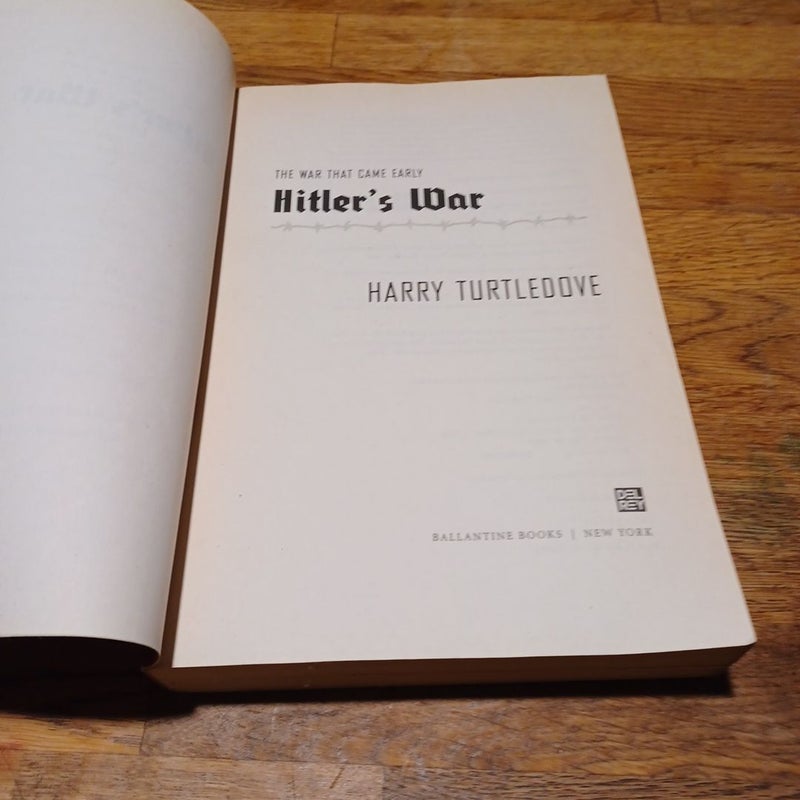 THE WAR THAT CAME EARLY
Hitler's War
HARRY TURTLEDOVE
DEL
REY
BALLANTINE BOOKS | NEW YORK